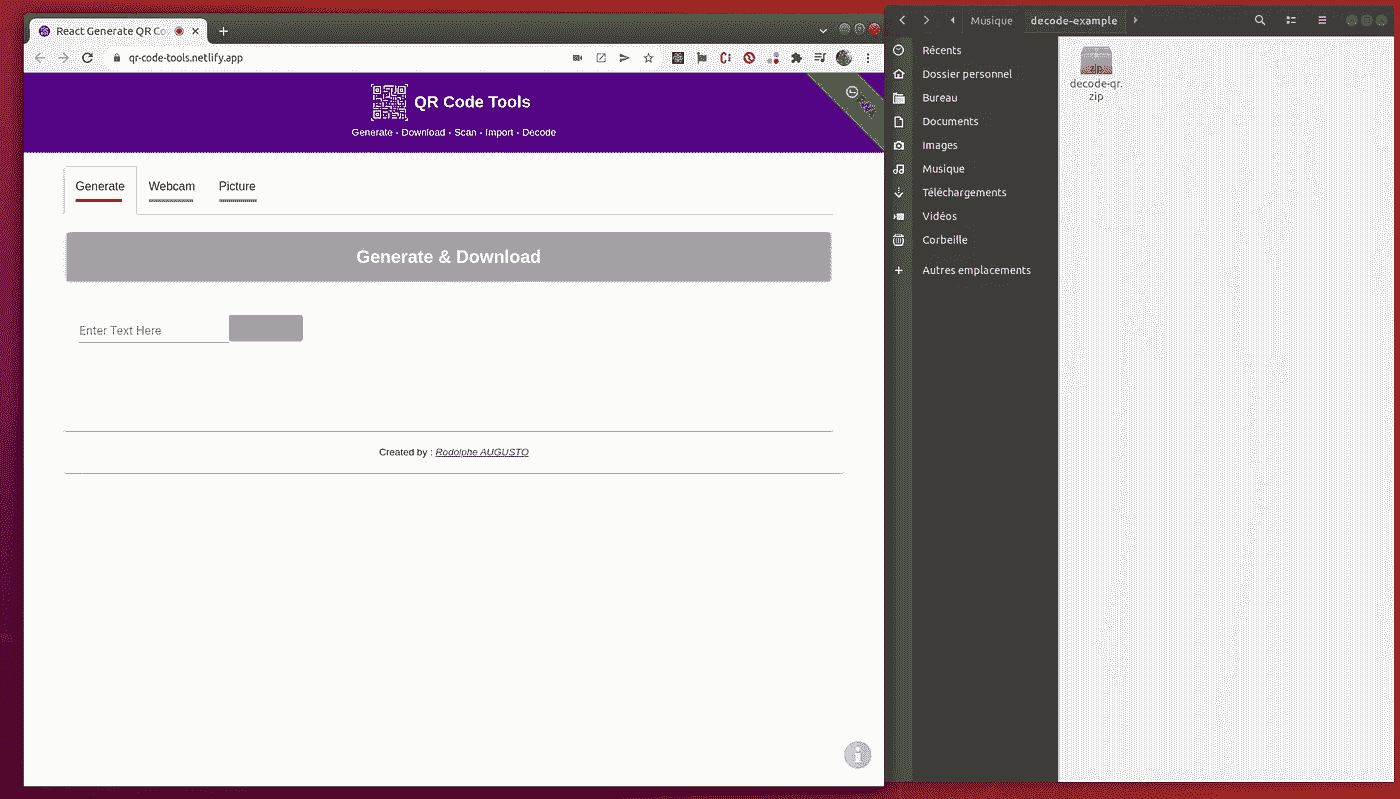 React Generate QR Co
qr-code-tools.netlify.app
QR Code Tools
Generate - Download - Scan - Import - Decode
Generate
Webcam
Picture
Generate & Download
Enter Text Here
Created by : Rodolphe AUGUSTO
Musique
decode-example
Récents
Dossier personnel
Bureau
Documents
Images
Musique
Téléchargements
Vidéos
Corbeille
Autres emplacements
zip
decode-qr.
zip